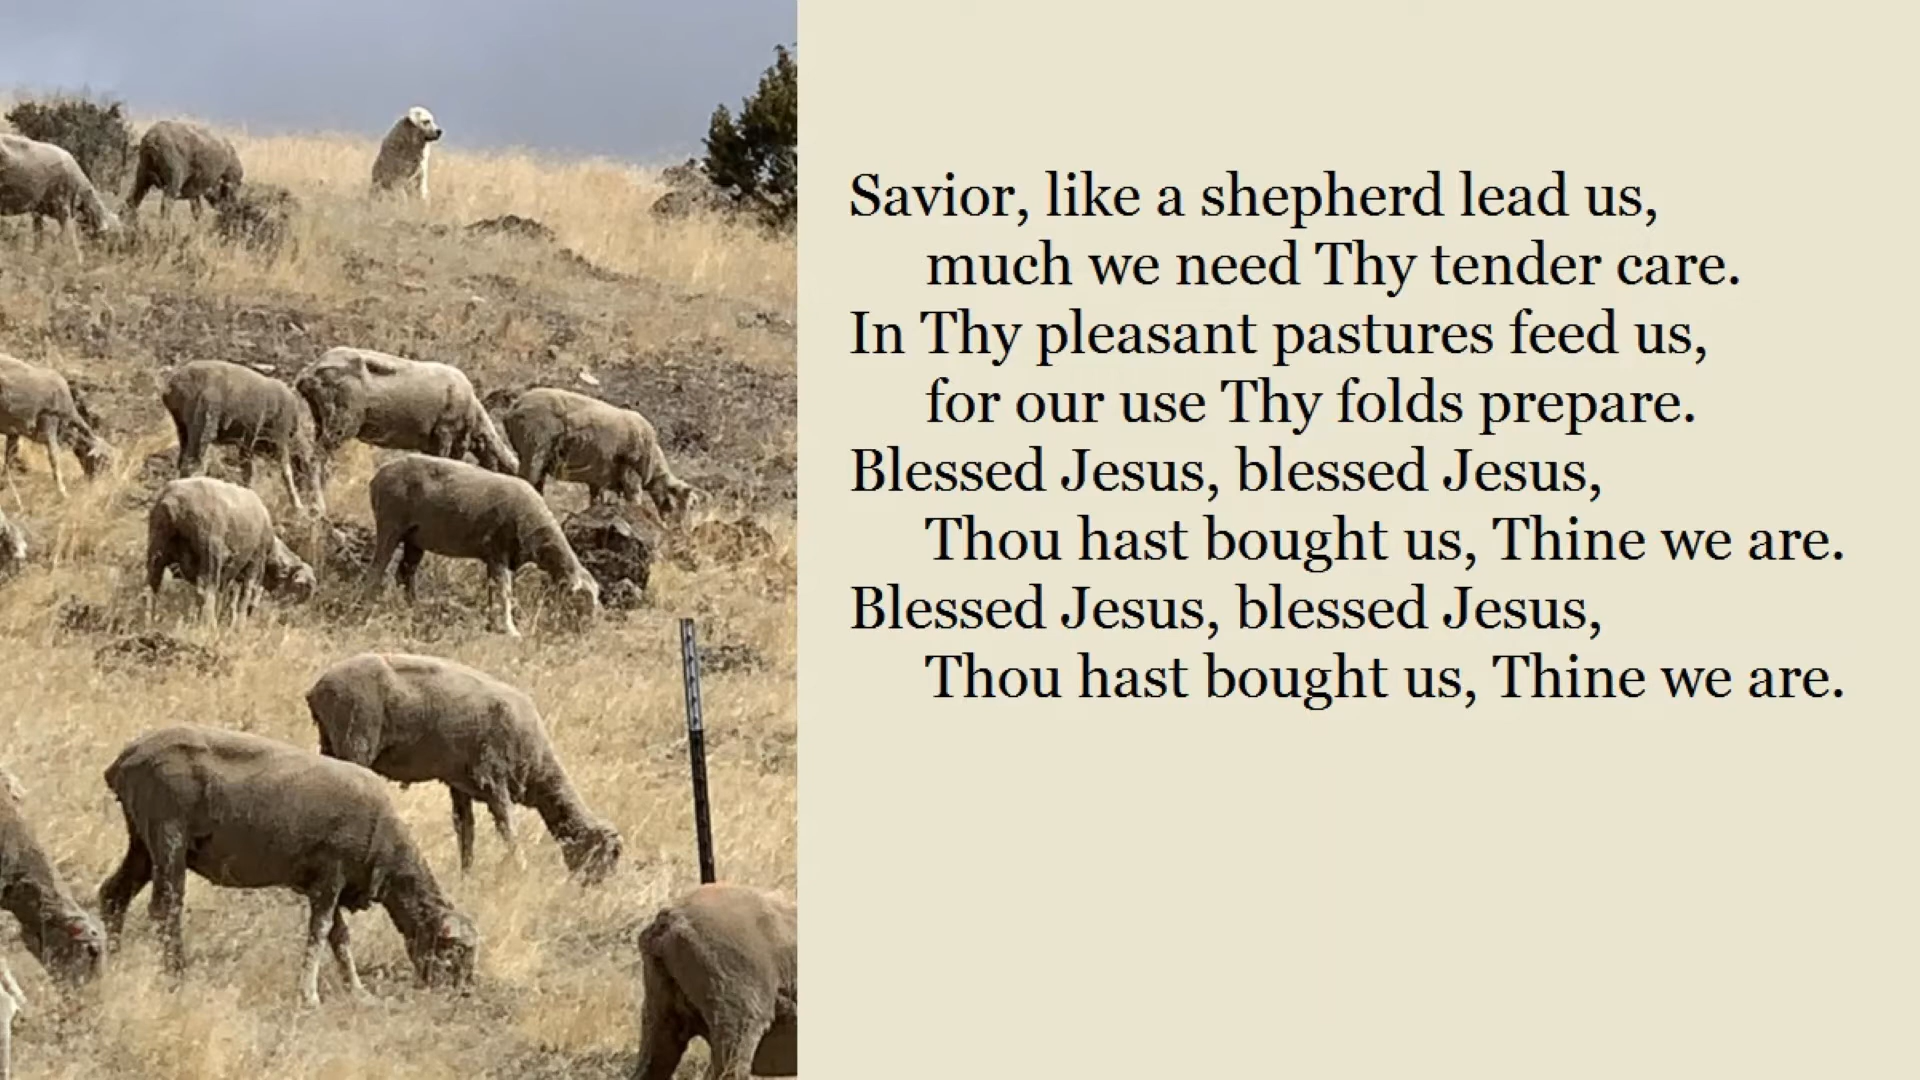 Savior, like a shepherd lead us,
much we need Thy tender care.
In Thy pleasant pastures feed us,
for our use Thy folds prepare.
Blessed Jesus, blessed Jesus,
Thou hast bought us, Thine we are.
Blessed Jesus, blessed Jesus,
Thou hast bought us, Thine we are.